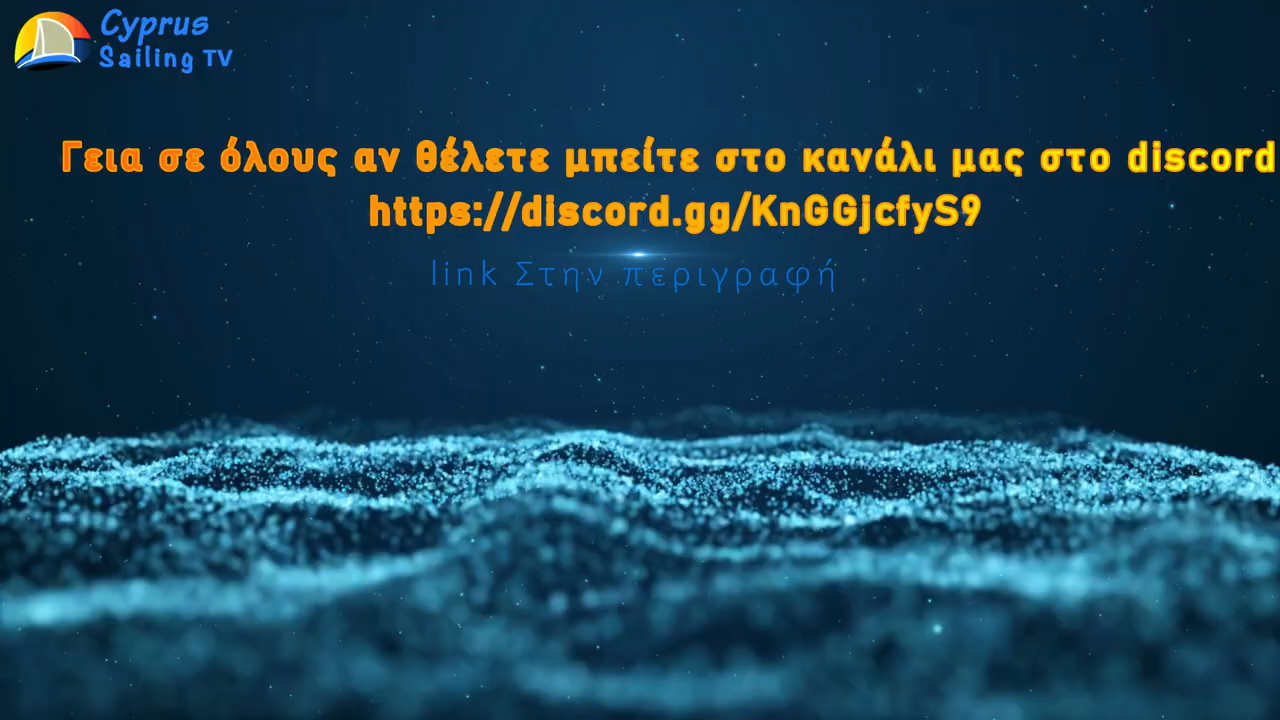 Cyprus
Sailing TV
Γεια σε όλους αν θέλετε μπείτε στο κανάλι μας στο discord
https://discord.gg/KnGGjcfyS9
link Στην περιγραφή